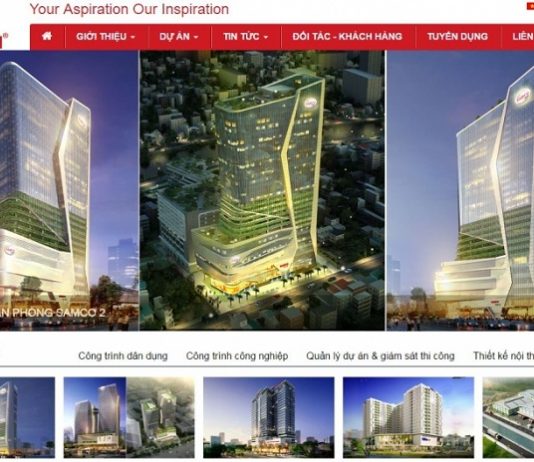 Your Aspiration Our Inspiration
GIỚI THIỆU DỰ ÁN TIN TỨC ĐỐI TÁC - KHÁCH HÀNG TUYỂN DỤNG LIÊN
PHÒNG SAMCO 2
Công trình dân dụng Công trình công nghiệp Quản lý dự án & giám sát thi công Thiết kế nội th